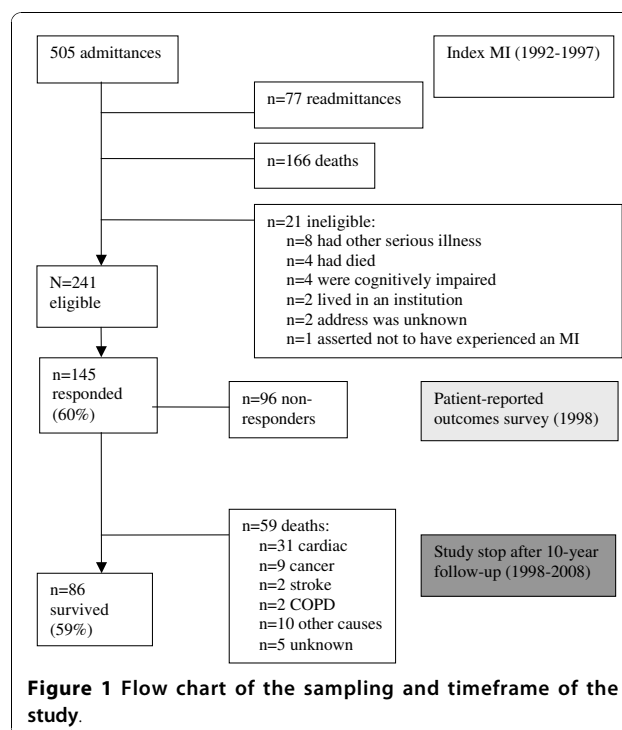 505 admittances
Index MI (1992-1997)
n=77 readmittances
n=166 deaths
n=21 ineligible:
n=8 had other serious illness
n=4 had died
n=4 were cognitively impaired
n=2 lived in an institution
n=2 address was unknown
n=1 asserted not to have experienced an MI
N=241
eligible
n=145
responded
(60%)
n=96 non-
responders
Patient-reported
outcomes survey (1998)
n=59 deaths:
n=31 cardiac
n=9 cancer
n=2 stroke
n=2 COPD
n=10 other causes
n=5 unknown
Study stop after 10-year
follow-up (1998-2008)
n=86
survived
(59%)
Figure 1 Flow chart of the sampling and timeframe of the
study.